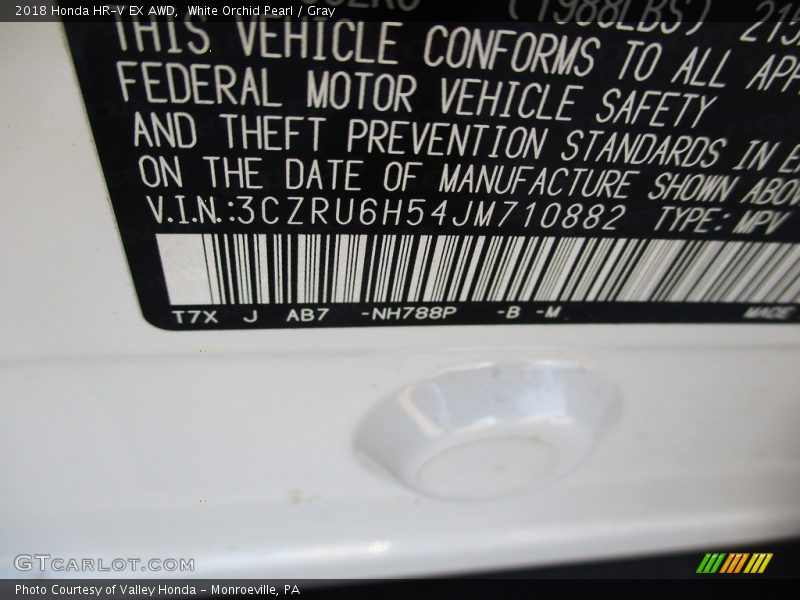 2018 Honda HR-V EX AWD,  White Orchid Pearl / Gray
(1988LBS)
THIS VEHICLE CONFORMS TO ALL
FEDERAL MOTOR VEHICLE SAFETY
AND THEFT PREVENTION STANDARDS IN
ON THE DATE OF MANUFACTURE SHOWN ABOV
V.I.N.:3CZRU6H54JM710882 TYPE: MPV
T7X J AB7 -NH788P -B -M MADE
GTCARLOT.COM
Photo Courtesy of Valley Honda - Monroeville, PA